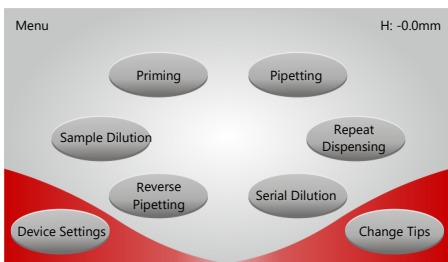 Menu
H: -0.0mm
Priming
Pipetting
Sample Dilution
Repeat
Dispensing
Reverse
Pipetting
Serial Dilution
Device Settings
Change Tips